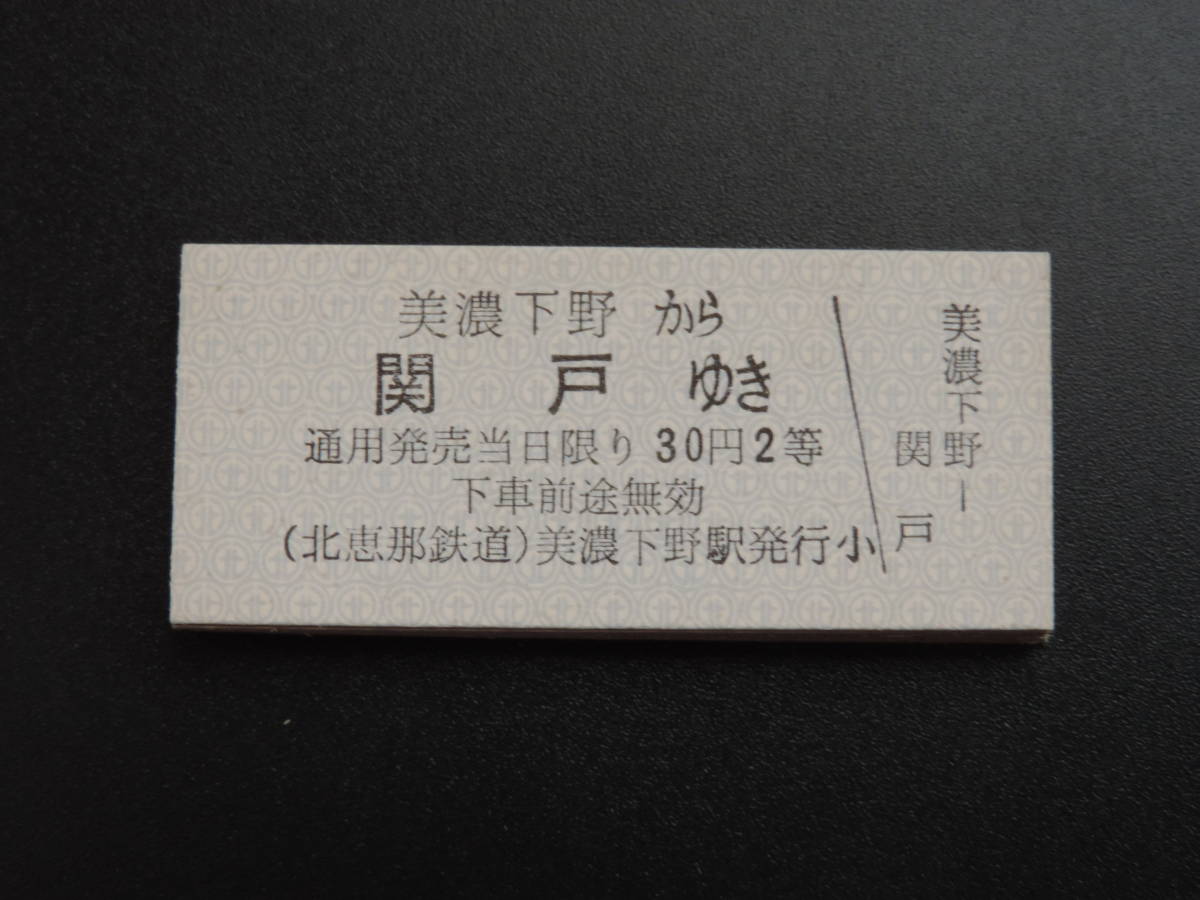 美濃下野 から
関 戸 ゆき
通用発売当日限り 30円2等
下車前途無効
(北恵那鉄道)美濃下野駅発行小
美濃下野ー
関戸